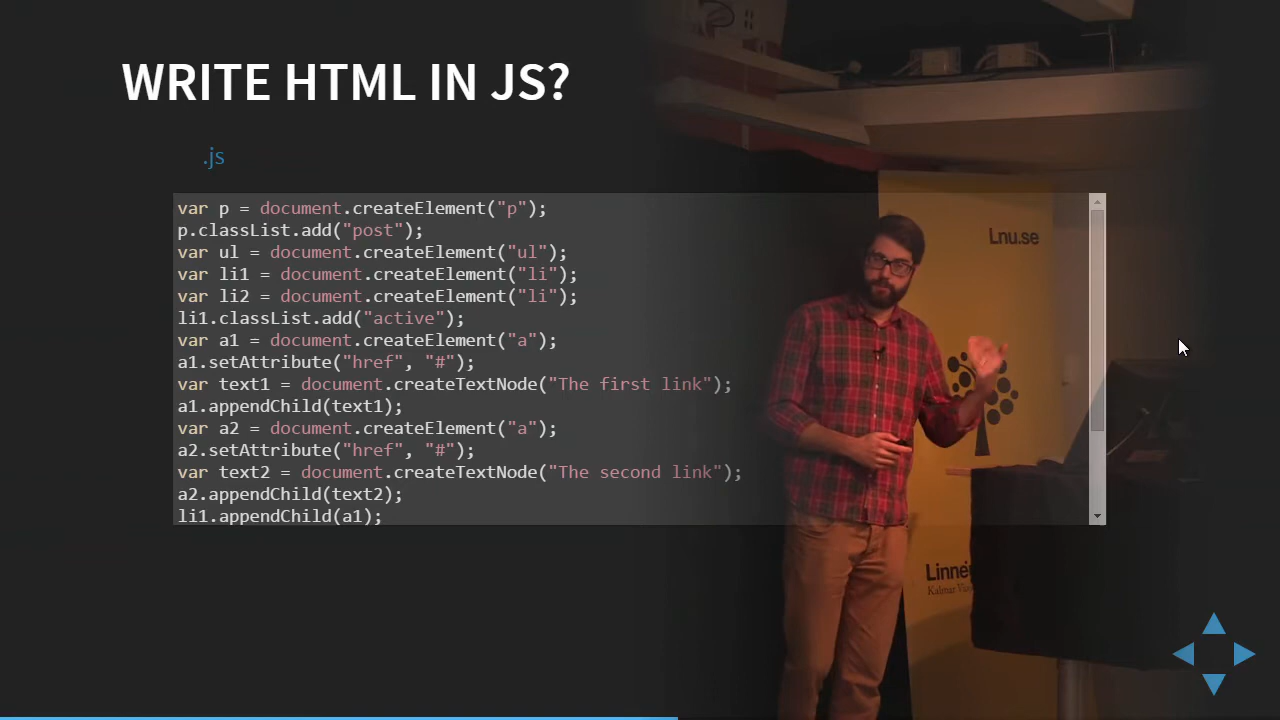 WRITE HTML IN JS?
.js
var p = document.createElement("p");
p.classList.add("post");
var ul = document.createElement("ul");
var li1 = document.createElement("li");
var li2 = document.createElement("li");
li1.classList.add("active");
var a1 = document.createElement("a");
a1.setAttribute("href", "#");
var text1 = document.createTextNode("The first link");
a1.appendChild(text1);
var a2 = document.createElement("a");
a2.setAttribute("href", "#");
var text2 = document.createTextNode("The second link");
a2.appendChild(text2);
li1.appendChild(a1);
Lnu.se
Kalmar